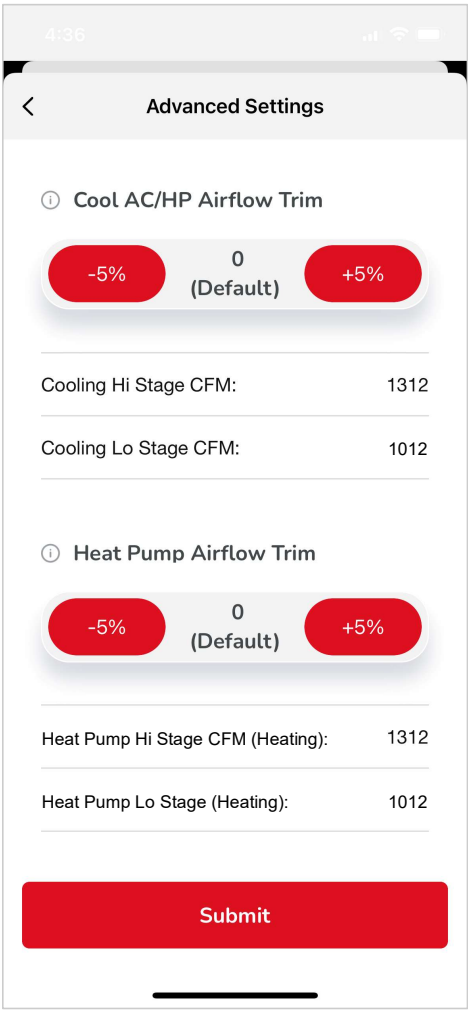 4:36
Advanced Settings
Cool AC/HP Airflow Trim
-5%
0
(Default)
+5%
Cooling Hi Stage CFM: 1312
Cooling Lo Stage CFM: 1012
Heat Pump Airflow Trim
-5%
0
(Default)
+5%
Heat Pump Hi Stage CFM (Heating): 1312
Heat Pump Lo Stage (Heating): 1012
Submit